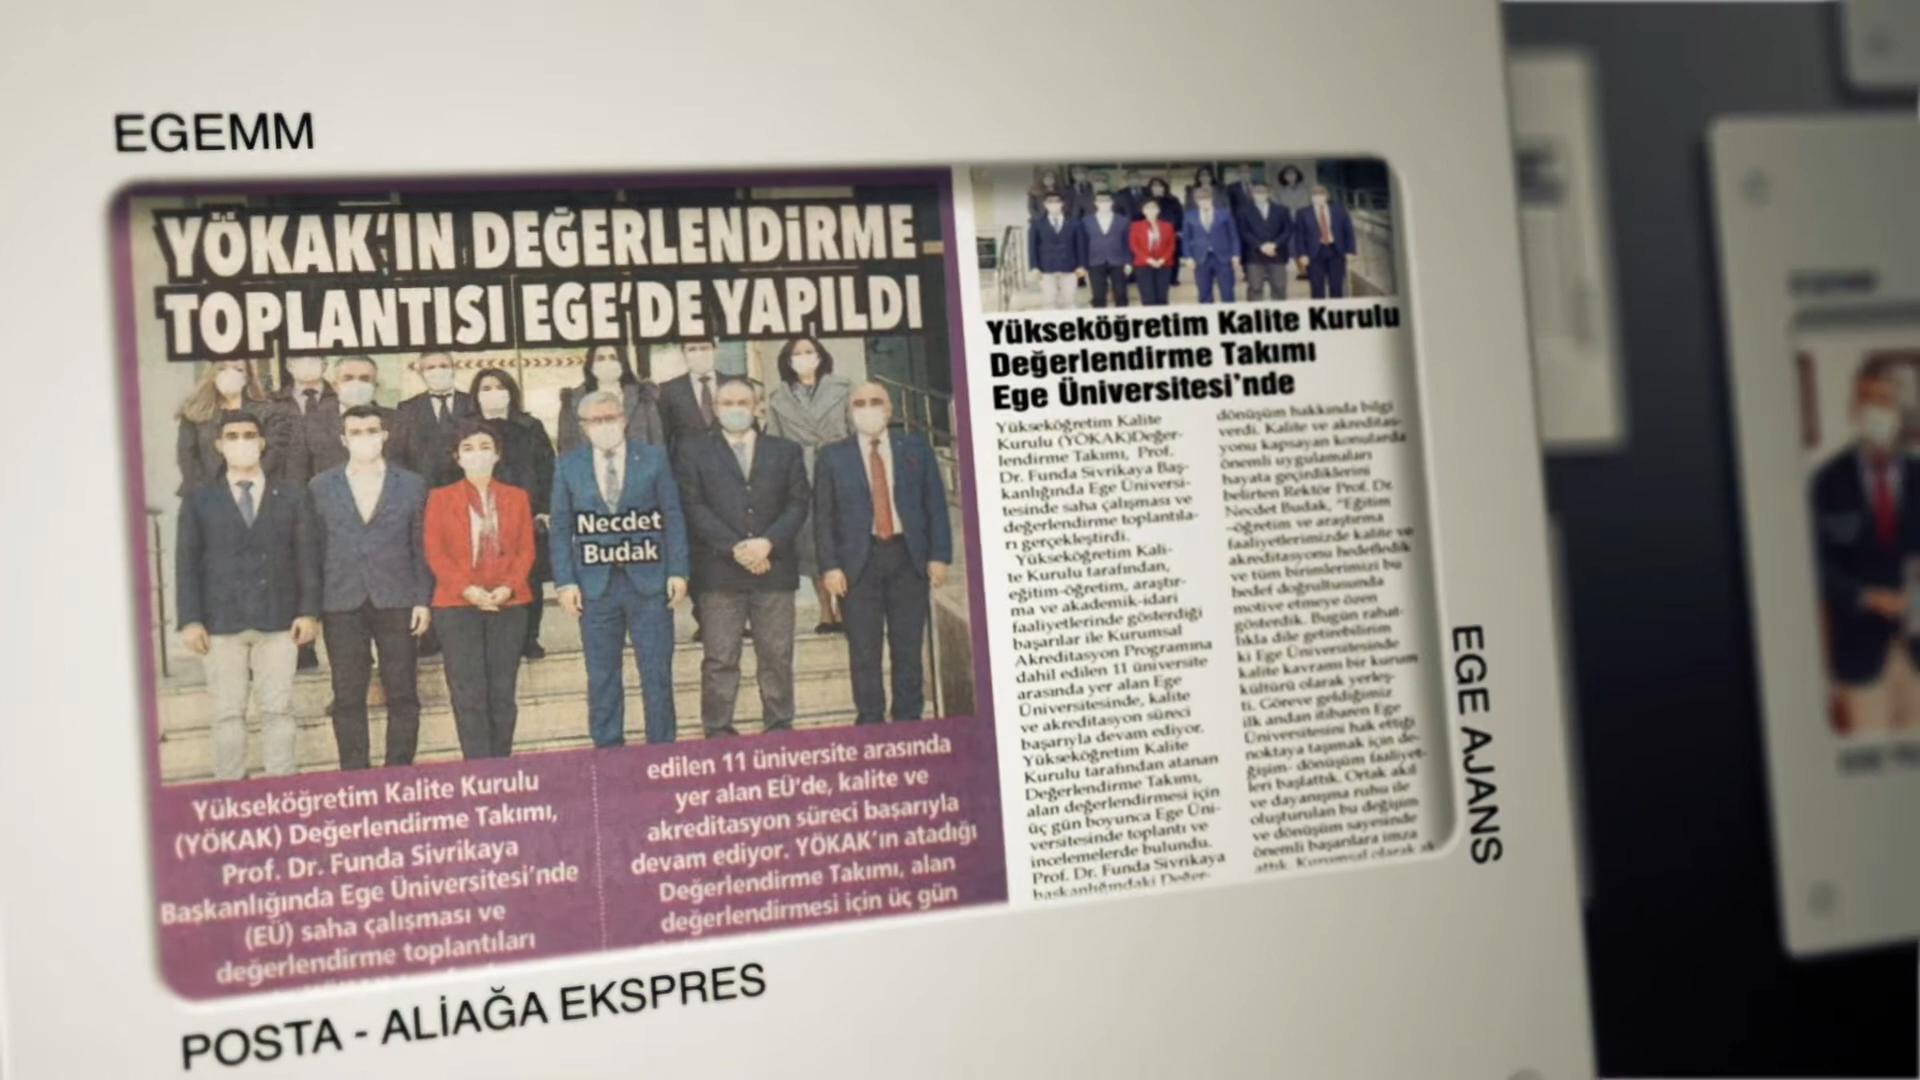 EGEMM
YÖKAK'IN DEĞERLENDİRME
TOPLANTISI EGE'DE YAPILDI
Necdet
Budak
Yükseköğretim Kalite Kurulu
(YÖKAK) Değerlendirme Takımı,
Prof. Dr. Funda Sivrikaya
Başkanlığında Ege Üniversitesi'nde
(EÜ) saha çalışması ve
değerlendirme toplantıları
edilen 11 üniversite arasında
yer alan EÜ'de, kalite ve
akreditasyon süreci başarıyla
devam ediyor. YÖKAK'ın atadığı
Değerlendirme Takımı, alan
değerlendirmesi için üç gün
Yükseköğretim Kalite Kurulu
Değerlendirme Takımı
Ege Üniversitesi'nde
Yükseköğretim Kalite
Kurulu (YÖKAK)Değer-
lendirme Takımı, Prof.
Dr. Funda Sivrikaya Baş-
kanlığında Ege Üniversi-
tesinde saha çalışması ve
değerlendirme toplantıla-
rı gerçekleştirdi.
Yükseköğretim Kali-
te Kurulu tarafından,
eğitim-öğretim, araştır-
ma ve akademik-idari
faaliyetlerinde gösterdiği
başarılar ile Kurumsal
Akreditasyon Programına
dahil edilen 11 üniversite
arasında yer alan Ege
Üniversitesinde, kalite
ve akreditasyon süreci
başarıyla devam ediyor.
Yükseköğretim Kalite
Kurulu tarafından atanan
Değerlendirme Takımı,
alan değerlendirmesi için
üç gün boyunca Ege Üni-
versitesinde toplantı ve
incelemelerde bulundu.
Prof. Dr. Funda Sivrikaya
başkanlığındaki Değer-
dönüşüm hakkında bilgi
verdi. Kalite ve akreditas-
yonu kapsayan konularda
önemli uygulamaları
hayata geçirdiklerini
belirten Rektör Prof. Dr.
Necdet Budak, "Eğitim
-öğretim ve araştırma
faaliyetlerimizde kalite ve
akreditasyonu hedefledik
ve tüm birimlerimizi bu
hedef doğrultusunda
motive etmeye özen
gösterdik. Bugün rahat-
lıkla dile getirebilirim
ki Ege Üniversitesinde
kalite kavramı bir kurum
kültürü olarak yerleş-
ti. Göreve geldiğimiz
ilk andan itibaren Ege
Üniversitesini hak ettiği
noktaya taşımak için de-
ğişim- dönüşüm faaliyet-
leri başlattık. Ortak akıl
ve dayanışma ruhu ile
oluşturulan bu değişim
ve dönüşüm sayesinde
önemli başarılara imza
attık. Kurumsal olarak
EGE AJANS
POSTA - ALİAĞA EKSPRES